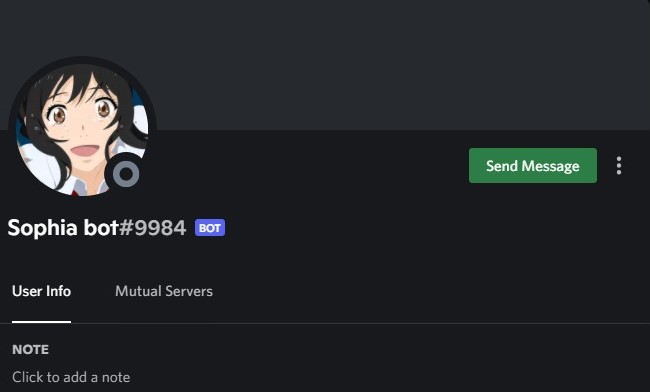 Send Message
Sophia bot#9984 BOT
User Info Mutual Servers
NOTE
Click to add a note